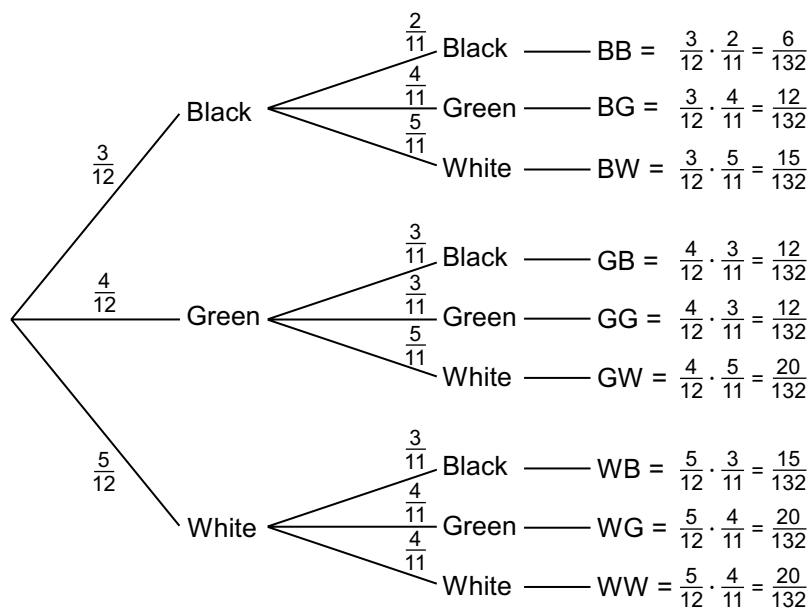 2/11 Black BB = 3/12 · 2/11 = 6/132
3/12 Black 4/11 Green BG = 3/12 · 4/11 = 12/132
5/11 White BW = 3/12 · 5/11 = 15/132
3/11 Black GB = 4/12 · 3/11 = 12/132
4/12 Green 3/11 Green GG = 4/12 · 3/11 = 12/132
5/11 White GW = 4/12 · 5/11 = 20/132
3/11 Black WB = 5/12 · 3/11 = 15/132
5/12 White 4/11 Green WG = 5/12 · 4/11 = 20/132
4/11 White WW = 5/12 · 4/11 = 20/132